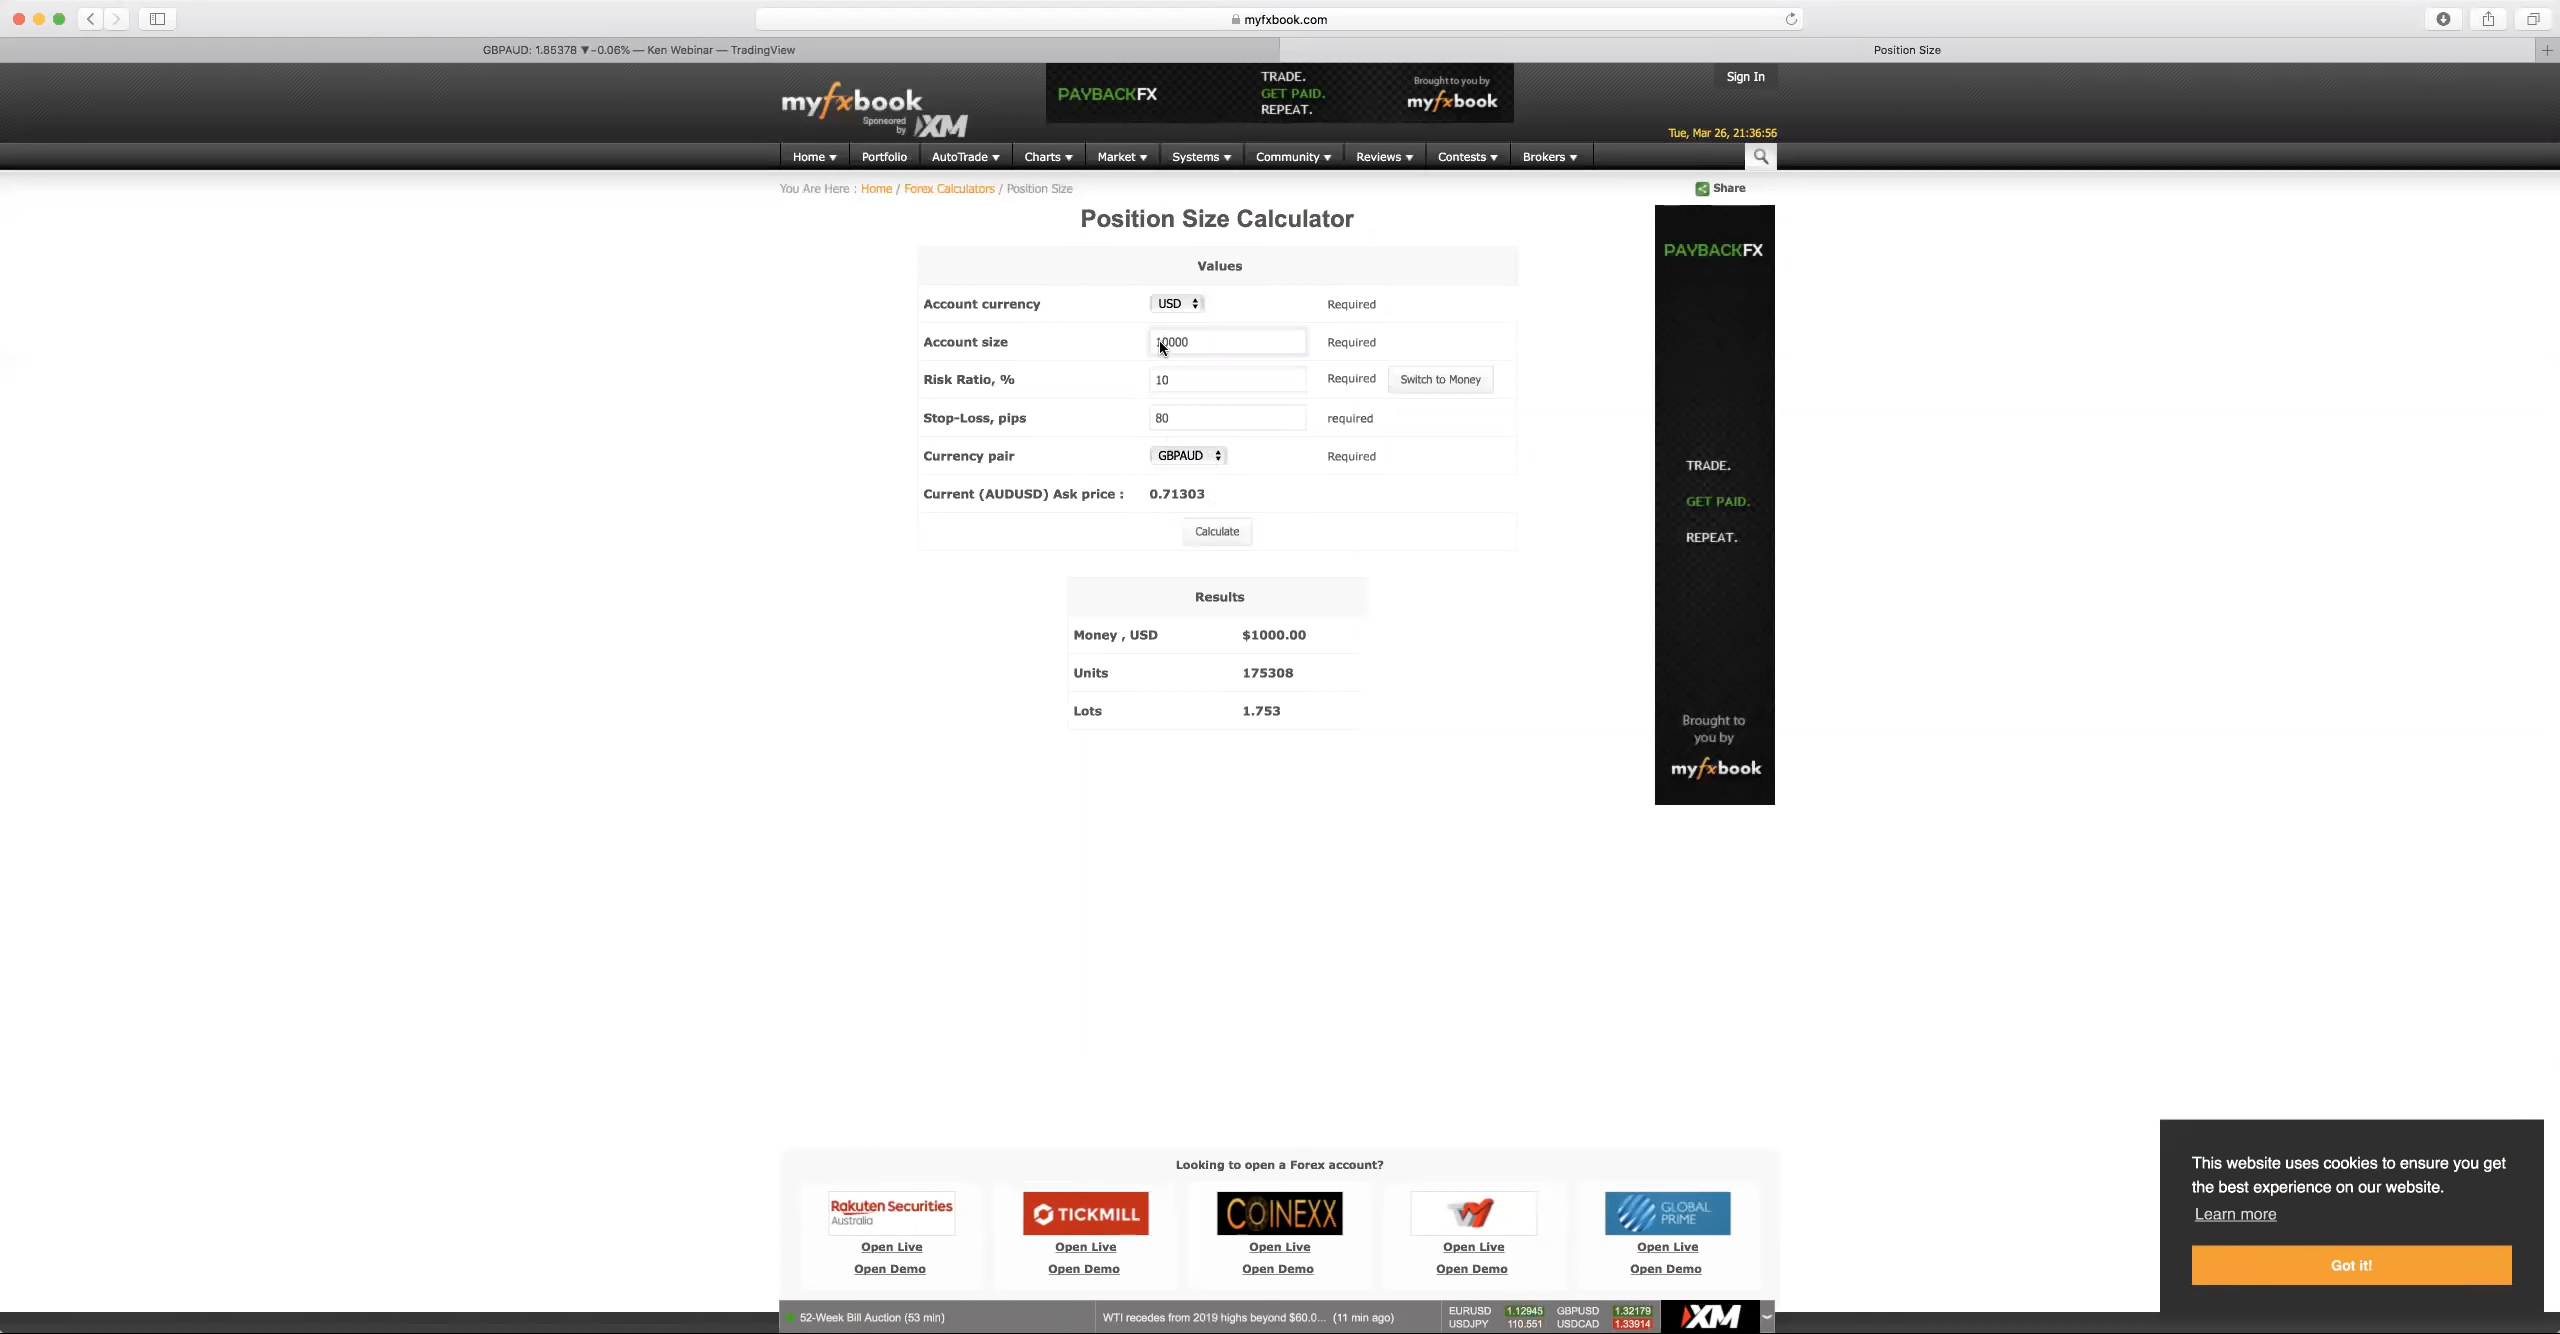 myfxbook.com
GBPAUD: 1.85378 ▼−0.06% — Ken Webinar — TradingView
Position Size
myfxbook
Sponsored by XM
PAYBACKFX
TRADE.
GET PAID.
REPEAT.
Brought to you by
myfxbook
Sign In
Tue, Mar 26, 21:36:56
Home ▼ Portfolio AutoTrade ▼ Charts ▼ Market ▼ Systems ▼ Community ▼ Reviews ▼ Contests ▼ Brokers ▼
You Are Here : Home / Forex Calculators / Position Size
Share
Position Size Calculator
Values
Account currency USD Required
Account size 10000 Required
Risk Ratio, % 10 Required Switch to Money
Stop-Loss, pips 80 required
Currency pair GBPAUD Required
Current (AUDUSD) Ask price : 0.71303
Calculate
Results
Money , USD $1000.00
Units 175308
Lots 1.753
PAYBACKFX
TRADE.
GET PAID.
REPEAT.
Brought to
you by
myfxbook
Looking to open a Forex account?
Rakuten Securities
Australia
TICKMILL
COINEXX
GLOBAL
PRIME
Open Live Open Live Open Live Open Live Open Live
Open Demo Open Demo Open Demo Open Demo Open Demo
This website uses cookies to ensure you get
the best experience on our website.
Learn more
Got it!
52-Week Bill Auction (53 min)
WTI recedes from 2019 highs beyond $60.0... (11 min ago)
EURUSD 1.12945 GBPUSD 1.32179
USDJPY 110.551 USDCAD 1.33914
XM